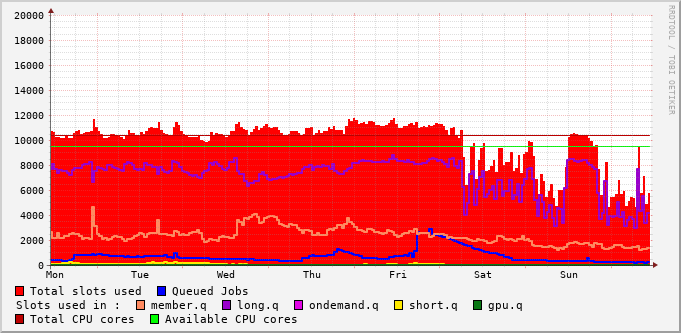 20000
18000
16000
14000
12000
10000
8000
6000
4000
2000
0
Mon Tue Wed Thu Fri Sat Sun
RRDTOOL / TOBI OETIKER
Total slots used Queued Jobs
Slots used in : member.q long.q ondemand.q short.q gpu.q
Total CPU cores Available CPU cores